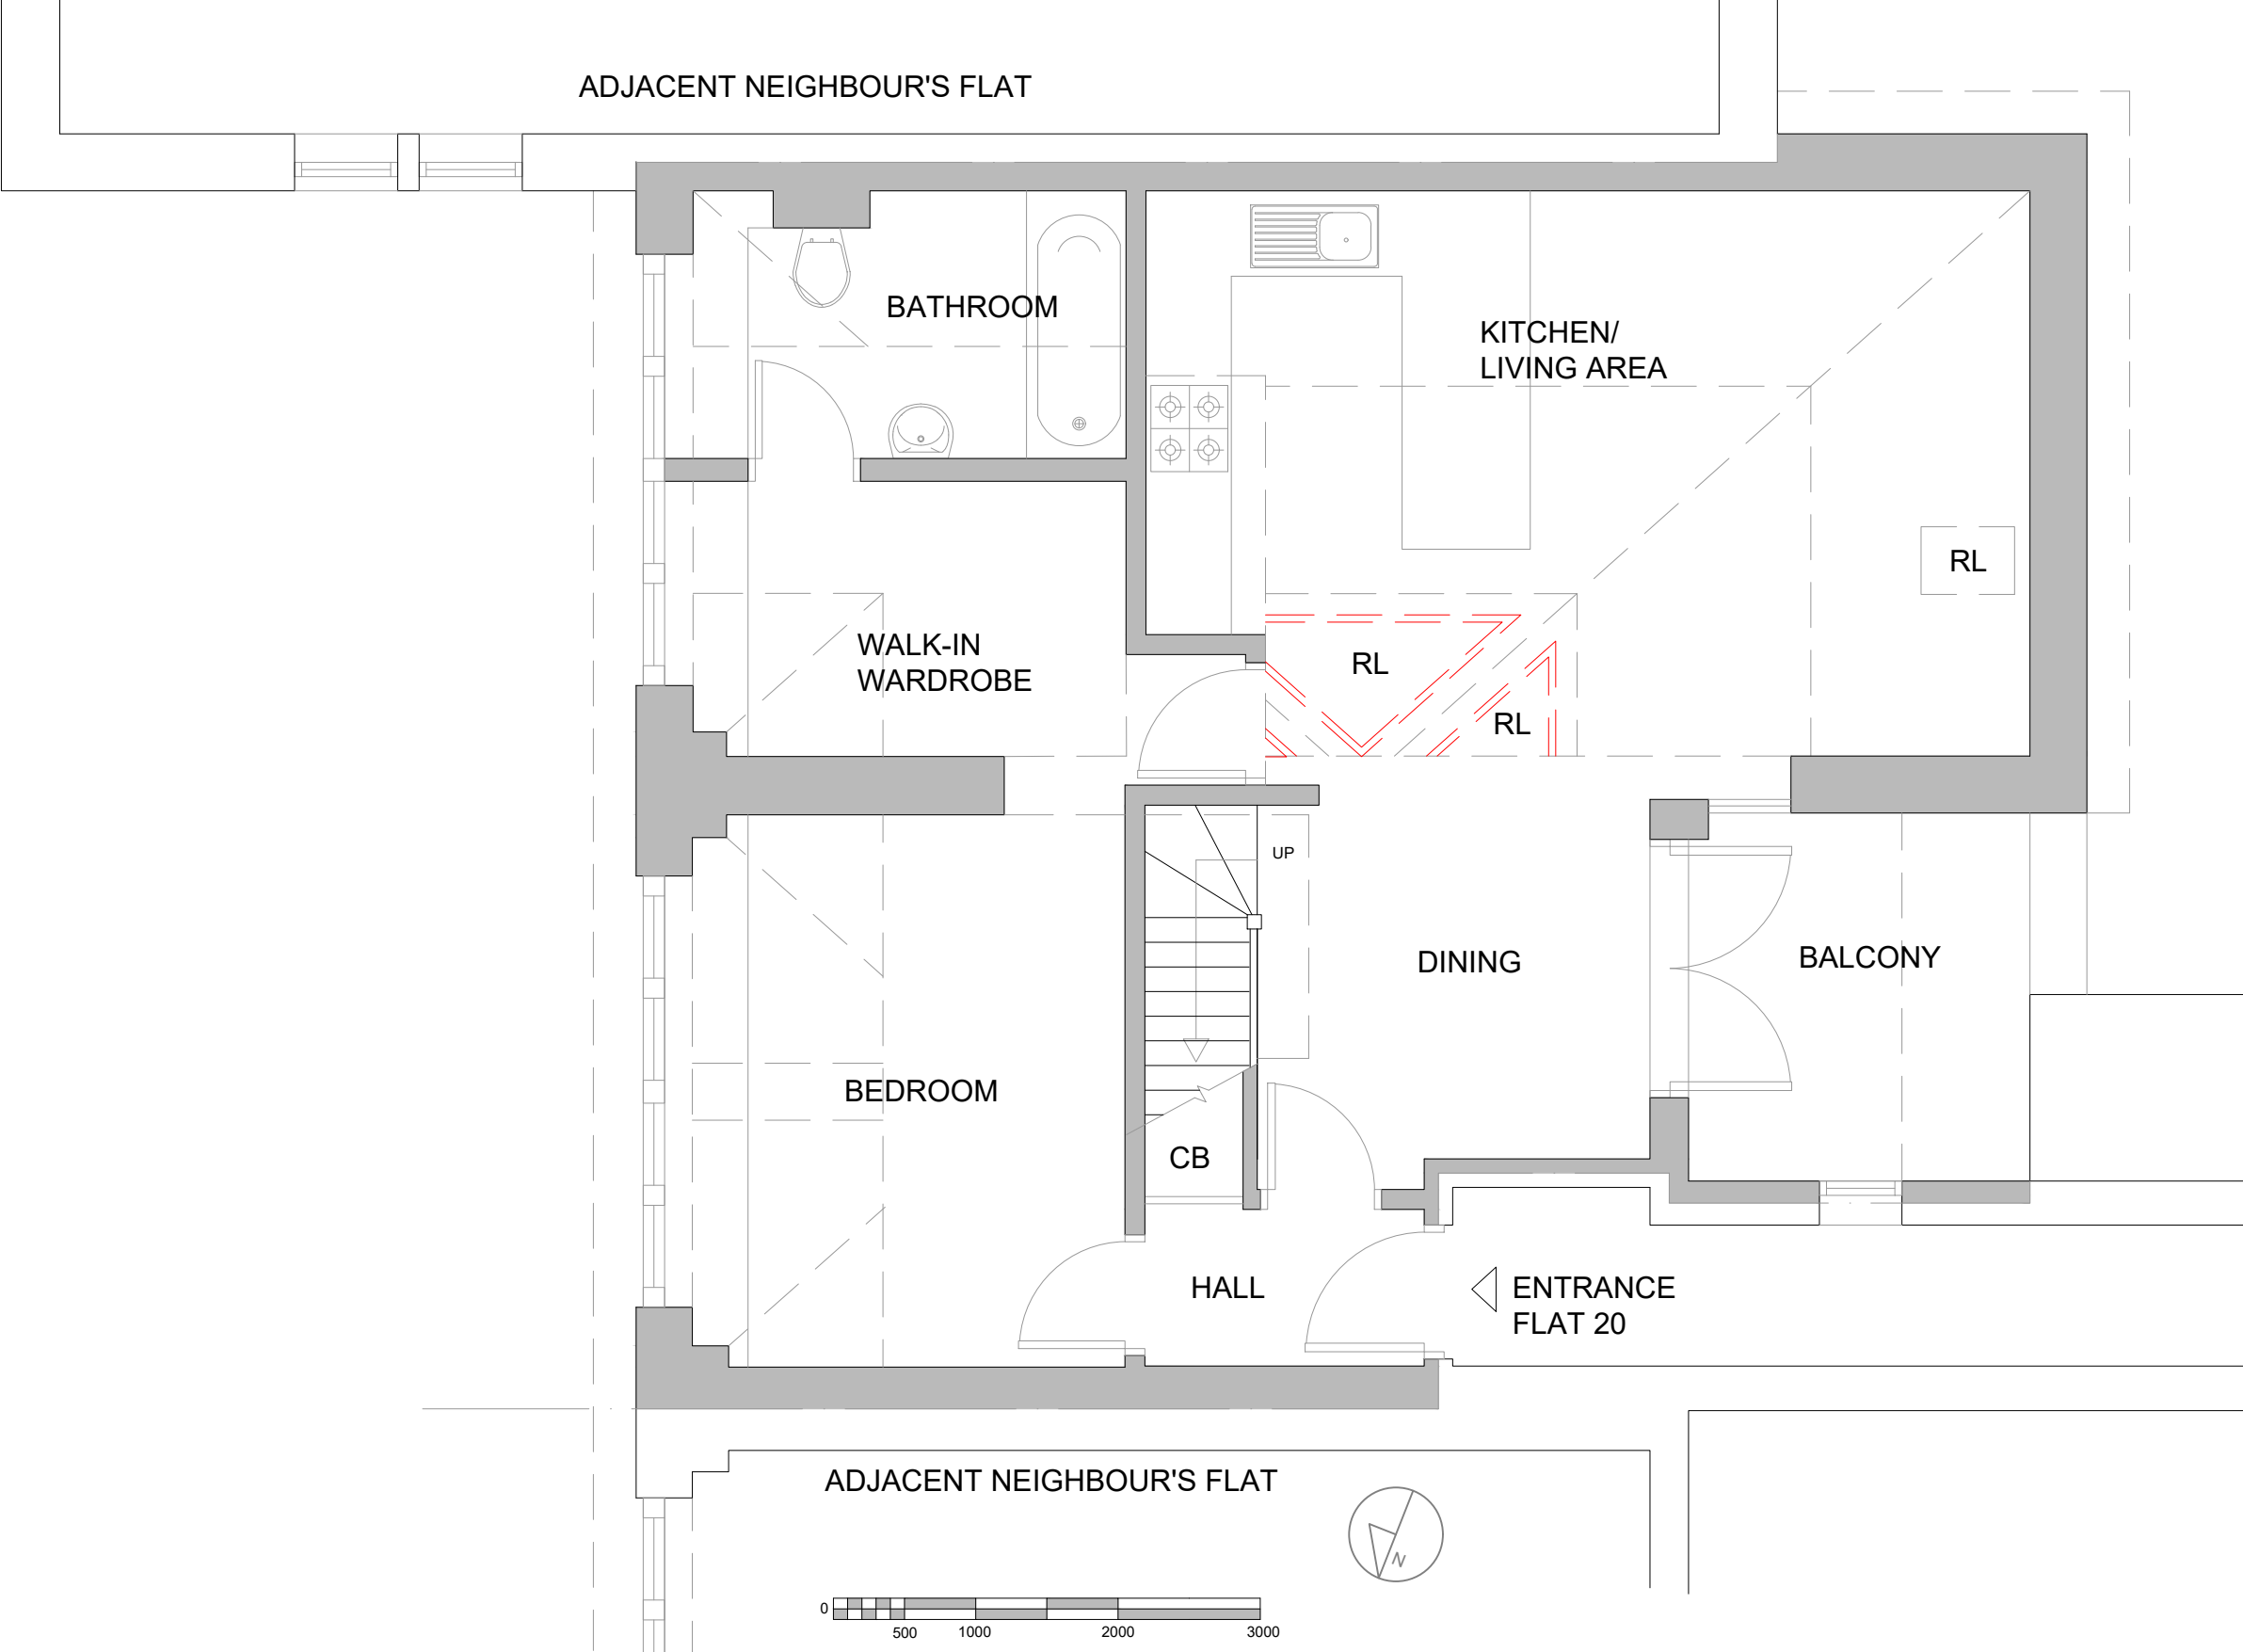 ADJACENT NEIGHBOUR'S FLAT
BATHROOM
KITCHEN/
LIVING AREA
RL
WALK-IN
WARDROBE
RL
RL
UP
DINING
BALCONY
BEDROOM
CB
HALL
ENTRANCE
FLAT 20
ADJACENT NEIGHBOUR'S FLAT
N
0
500 1000 2000 3000